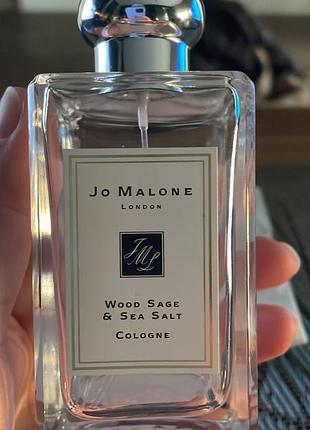 JO MALONE
LONDON
JML
WOOD SAGE
& SEA SALT
COLOGNE